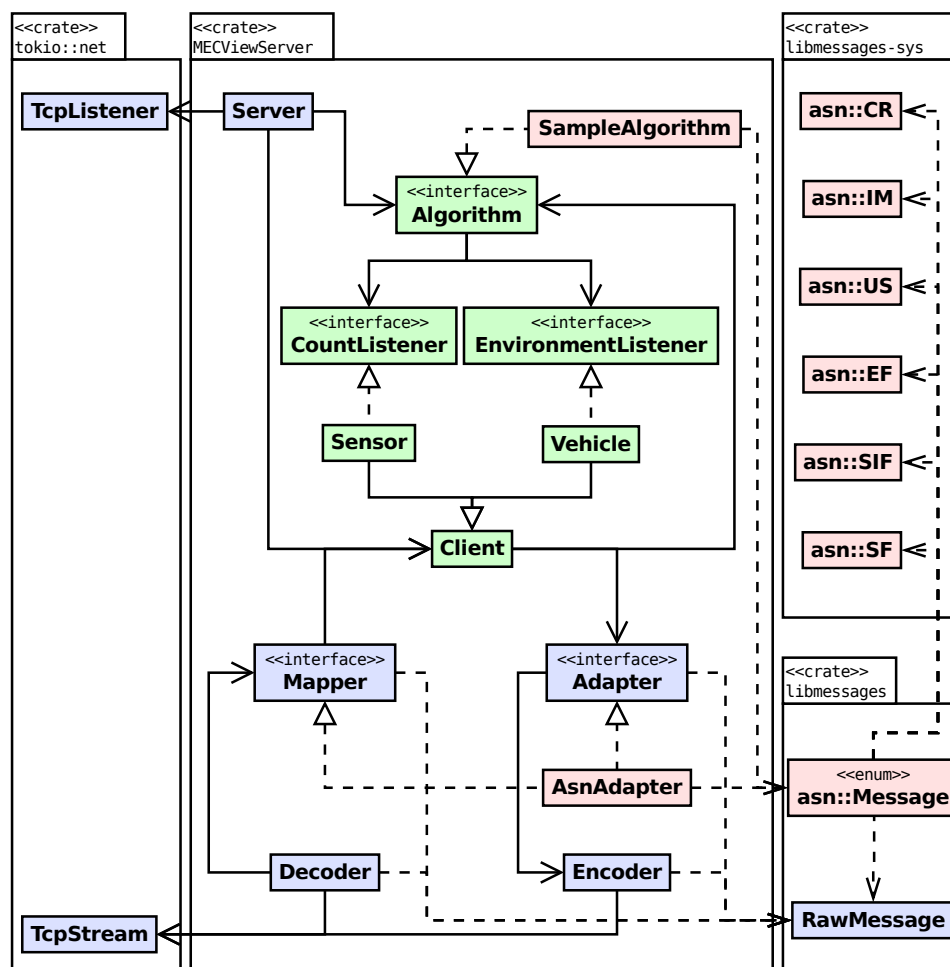 <<crate>>
tokio::net
<<crate>>
MECViewServer
<<crate>>
libmessages-sys
TcpListener
Server
SampleAlgorithm
asn::CR
<<interface>>
Algorithm
asn::IM
<<interface>>
CountListener
<<interface>>
EnvironmentListener
asn::US
asn::EF
Sensor
Vehicle
asn::SIF
Client
asn::SF
<<interface>>
Mapper
<<interface>>
Adapter
<<crate>>
libmessages
AsnAdapter
<<enum>>
asn::Message
Decoder
Encoder
TcpStream
RawMessage